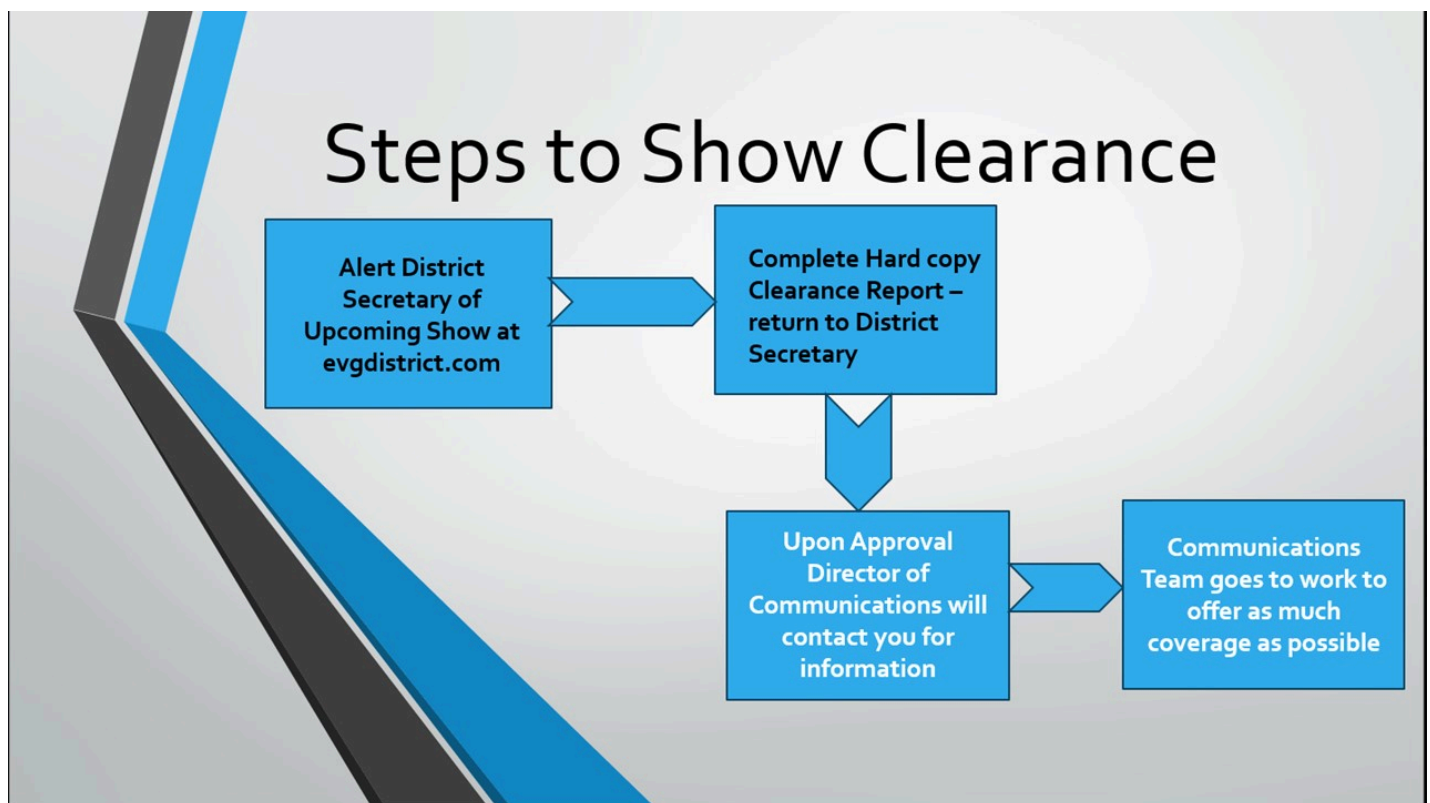 Steps to Show Clearance
Alert District
Secretary of
Upcoming Show at
evgdistrict.com
Complete Hard copy
Clearance Report –
return to District
Secretary
Upon Approval
Director of
Communications will
contact you for
information
Communications
Team goes to work to
offer as much
coverage as possible